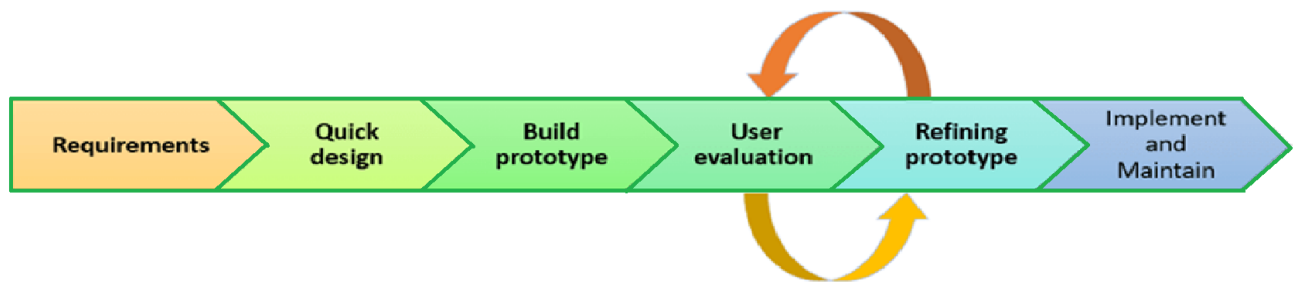 Requirements
Quick
design
Build
prototype
User
evaluation
Refining
prototype
Implement
and
Maintain